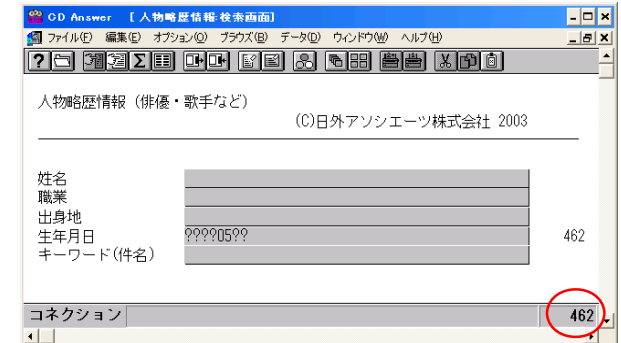 CD Answer [人物略歴情報:検索画面]
ファイル(F) 編集(E) オプション(O) ブラウズ(B) データ(D) ウィンドウ(W) ヘルプ(H)
人物略歴情報（俳優・歌手など）
(C)日外アソシエーツ株式会社 2003
姓名
職業
出身地
生年月日 ????05?? 462
キーワード(件名)
コネクション 462